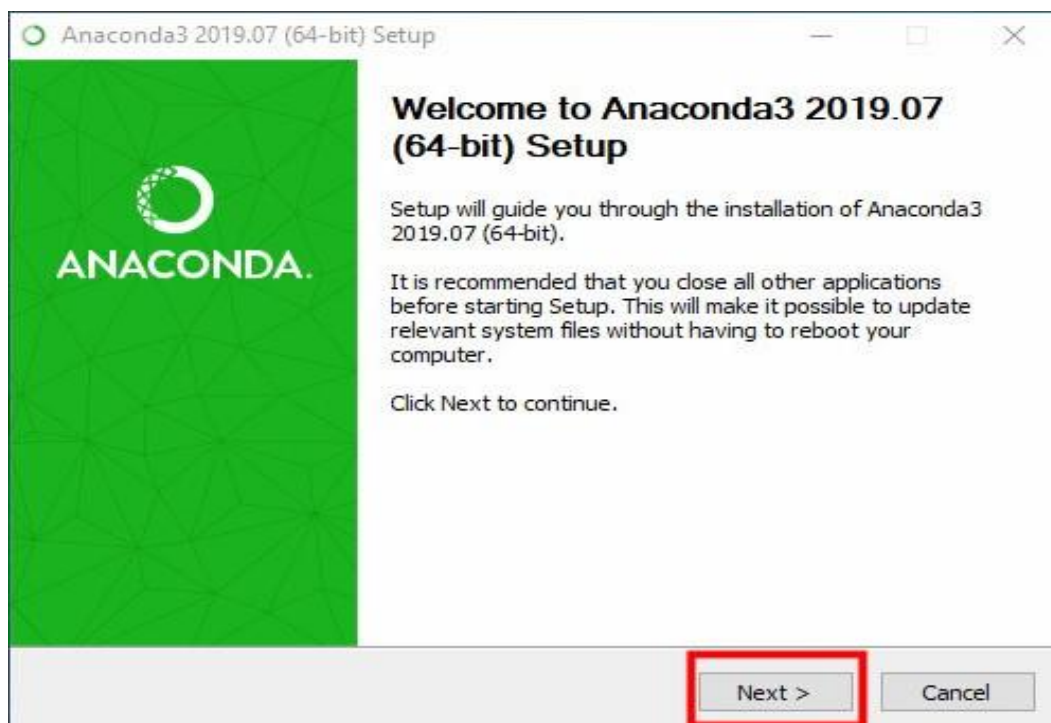 Anaconda3 2019.07 (64-bit) Setup
Welcome to Anaconda3 2019.07
(64-bit) Setup
Setup will guide you through the installation of Anaconda3
2019.07 (64-bit).
It is recommended that you close all other applications
before starting Setup. This will make it possible to update
relevant system files without having to reboot your
computer.
Click Next to continue.
ANACONDA.
Next >
Cancel